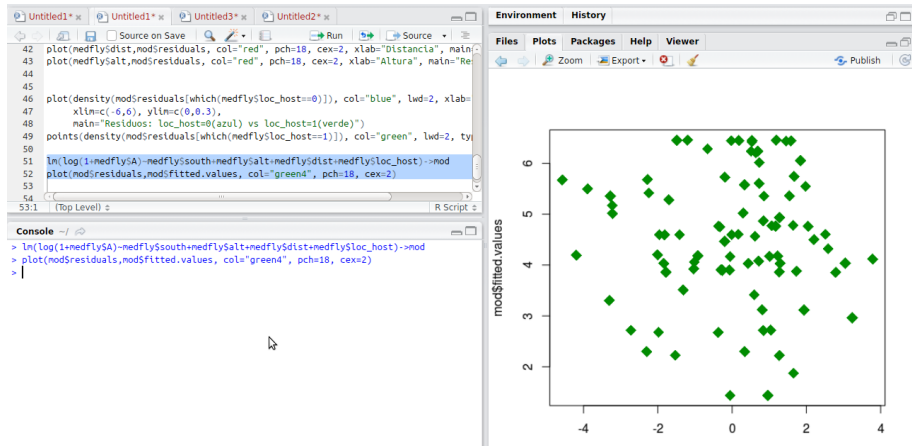 Untitled1* × Untitled1* × Untitled3* × Untitled2* ×
Source on Save Run Source
42 plot(medfly$dist,mod$residuals, col="red", pch=18, cex=2, xlab="Distancia", main=
43 plot(medfly$alt,mod$residuals, col="red", pch=18, cex=2, xlab="Altura", main="Re
44
45
46 plot(density(mod$residuals[which(medfly$loc_host==0)]), col="blue", lwd=2, xlab=
47 xlim=c(-6,6), ylim=c(0,0.3),
48 main="Residuos: loc_host=0(azul) vs loc_host=1(verde)")
49 points(density(mod$residuals[which(medfly$loc_host==1)]), col="green", lwd=2, typ
50
51 lm(log(1+medfly$A)~medfly$south+medfly$alt+medfly$dist+medfly$loc_host)->mod
52 plot(mod$residuals,mod$fitted.values, col="green4", pch=18, cex=2)
53
54
53:1 (Top Level) R Script
Console ~/
> lm(log(1+medfly$A)~medfly$south+medfly$alt+medfly$dist+medfly$loc_host)->mod
> plot(mod$residuals,mod$fitted.values, col="green4", pch=18, cex=2)
>
Environment History
Files Plots Packages Help Viewer
Zoom Export Publish
mod$fitted.values
6
5
4
3
2
-4 -2 0 2 4